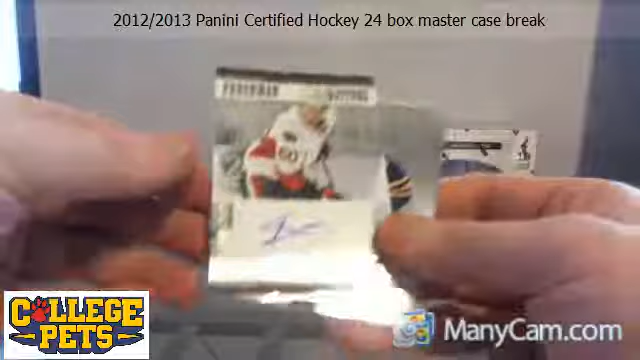 2012/2013 Panini Certified Hockey 24 box master case break
COLLEGE
PETS
ManyCam.com